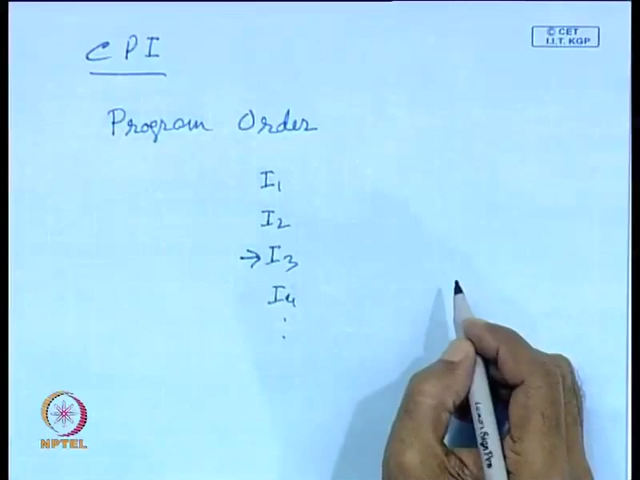 CPI
© CET
I.I.T. KGP
Program Order
I1
I2
→ I3
I4
⋮
NPTEL